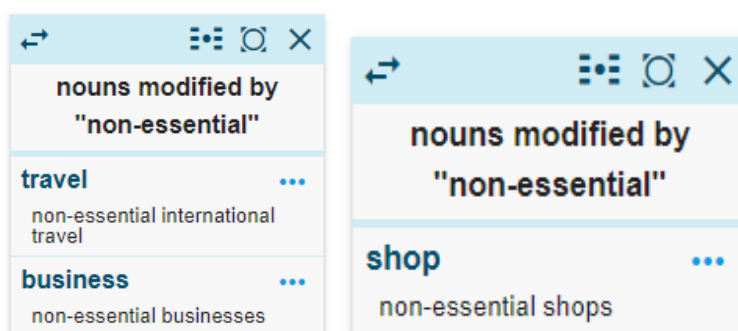 nouns modified by
"non-essential"
travel
non-essential international
travel
business
non-essential businesses
nouns modified by
"non-essential"
shop
non-essential shops